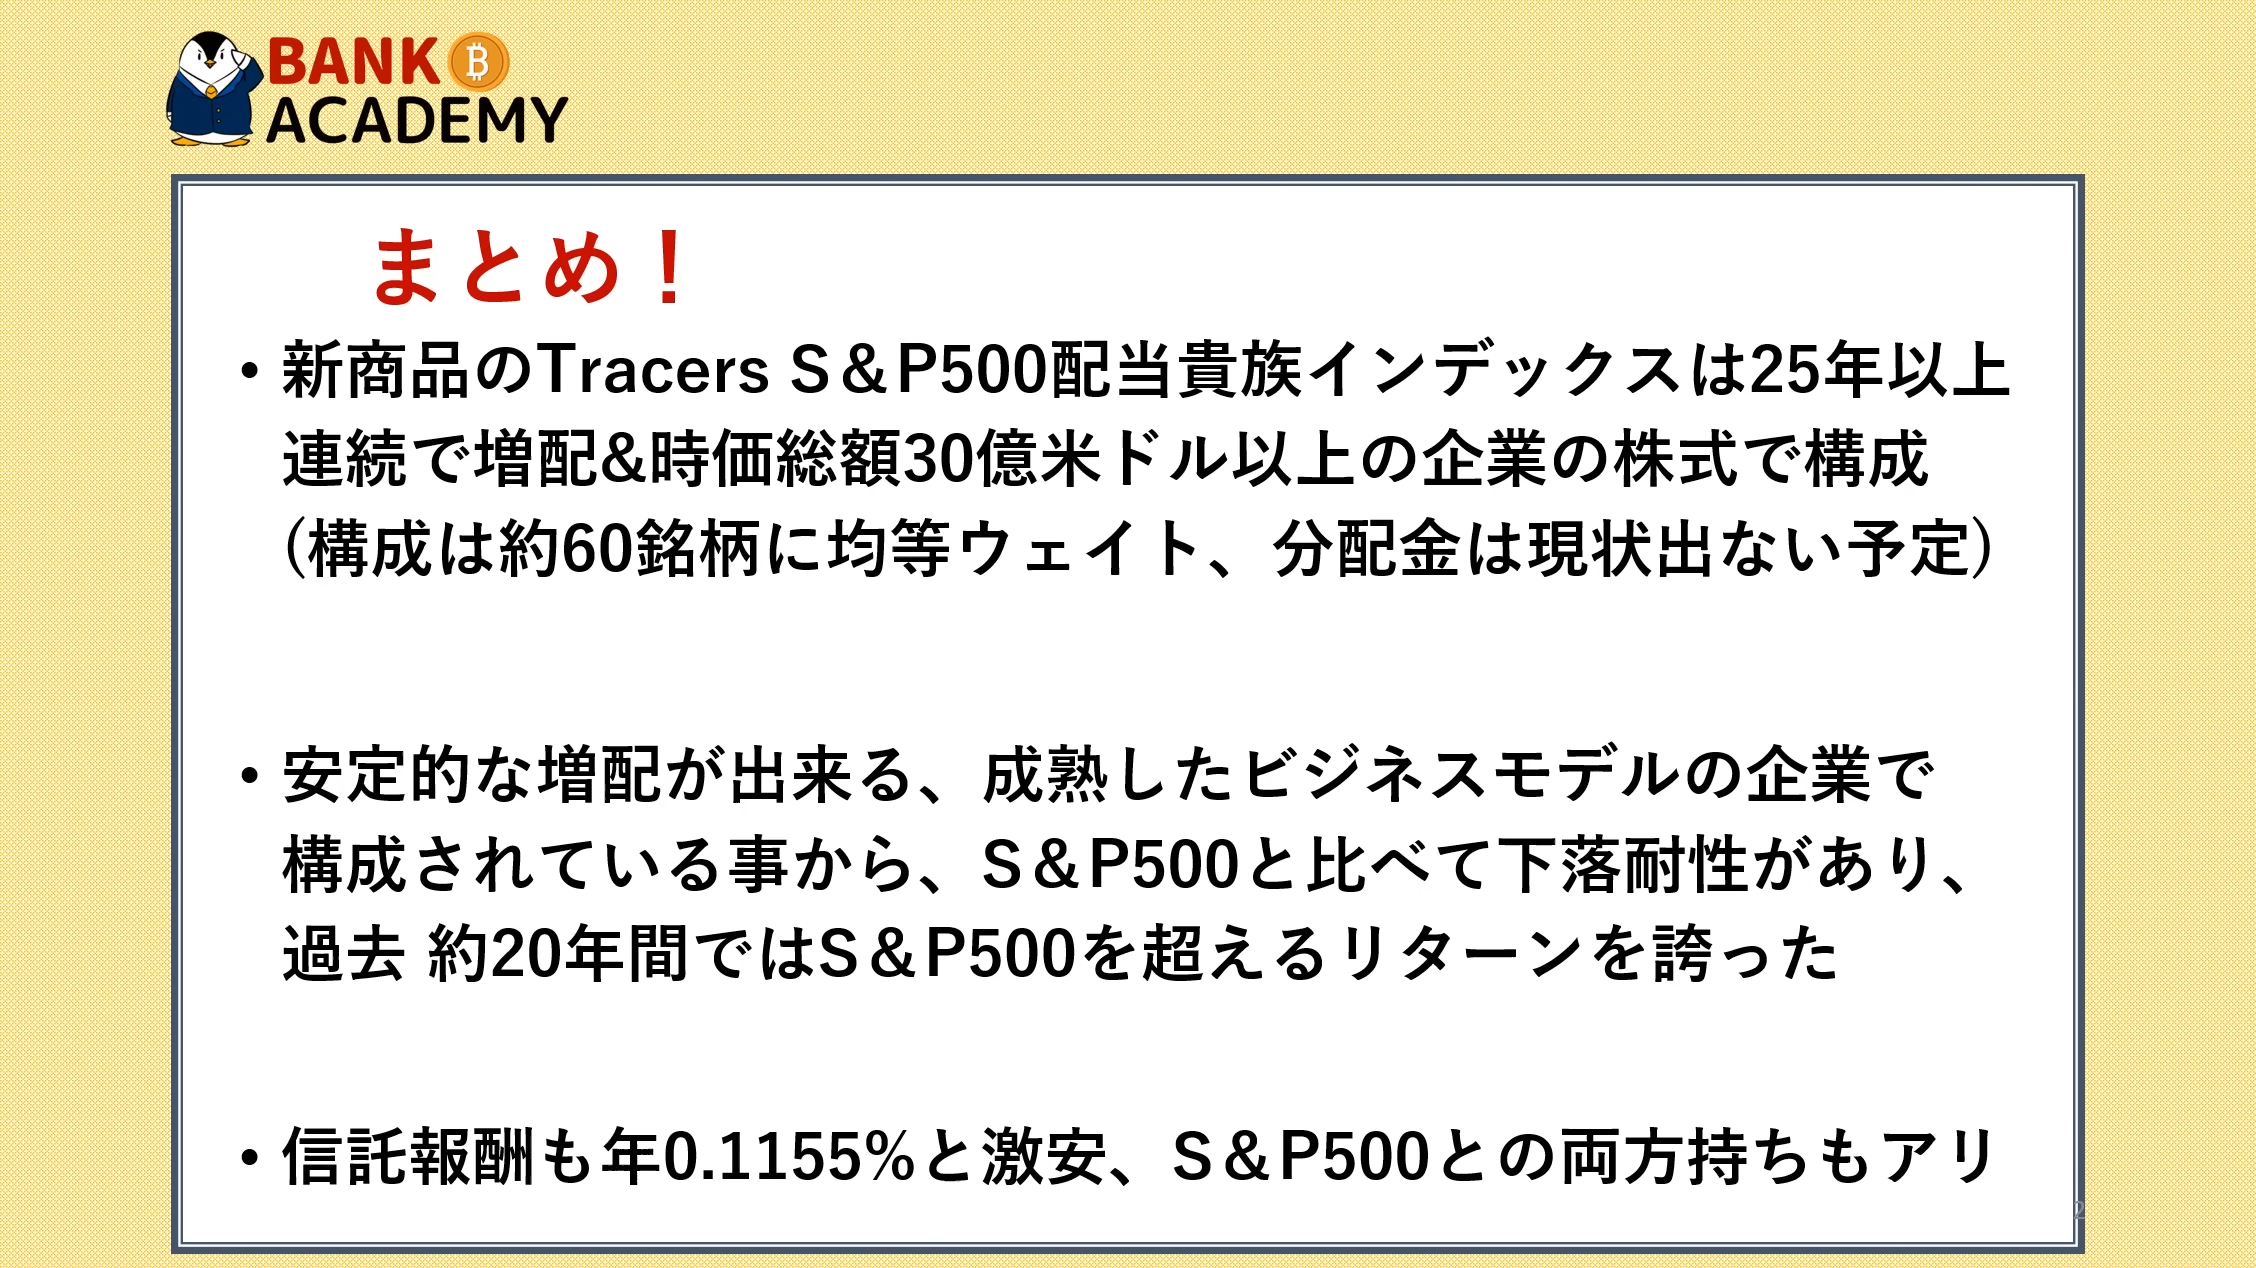 BANK
ACADEMY
まとめ！
・新商品のTracers S＆P500配当貴族インデックスは25年以上
連続で増配&時価総額30億米ドル以上の企業の株式で構成
(構成は約60銘柄に均等ウェイト、分配金は現状出ない予定)
・安定的な増配が出来る、成熟したビジネスモデルの企業で
構成されている事から、S＆P500と比べて下落耐性があり、
過去 約20年間ではS＆P500を超えるリターンを誇った
・信託報酬も年0.1155%と激安、S＆P500との両方持ちもアリ
2